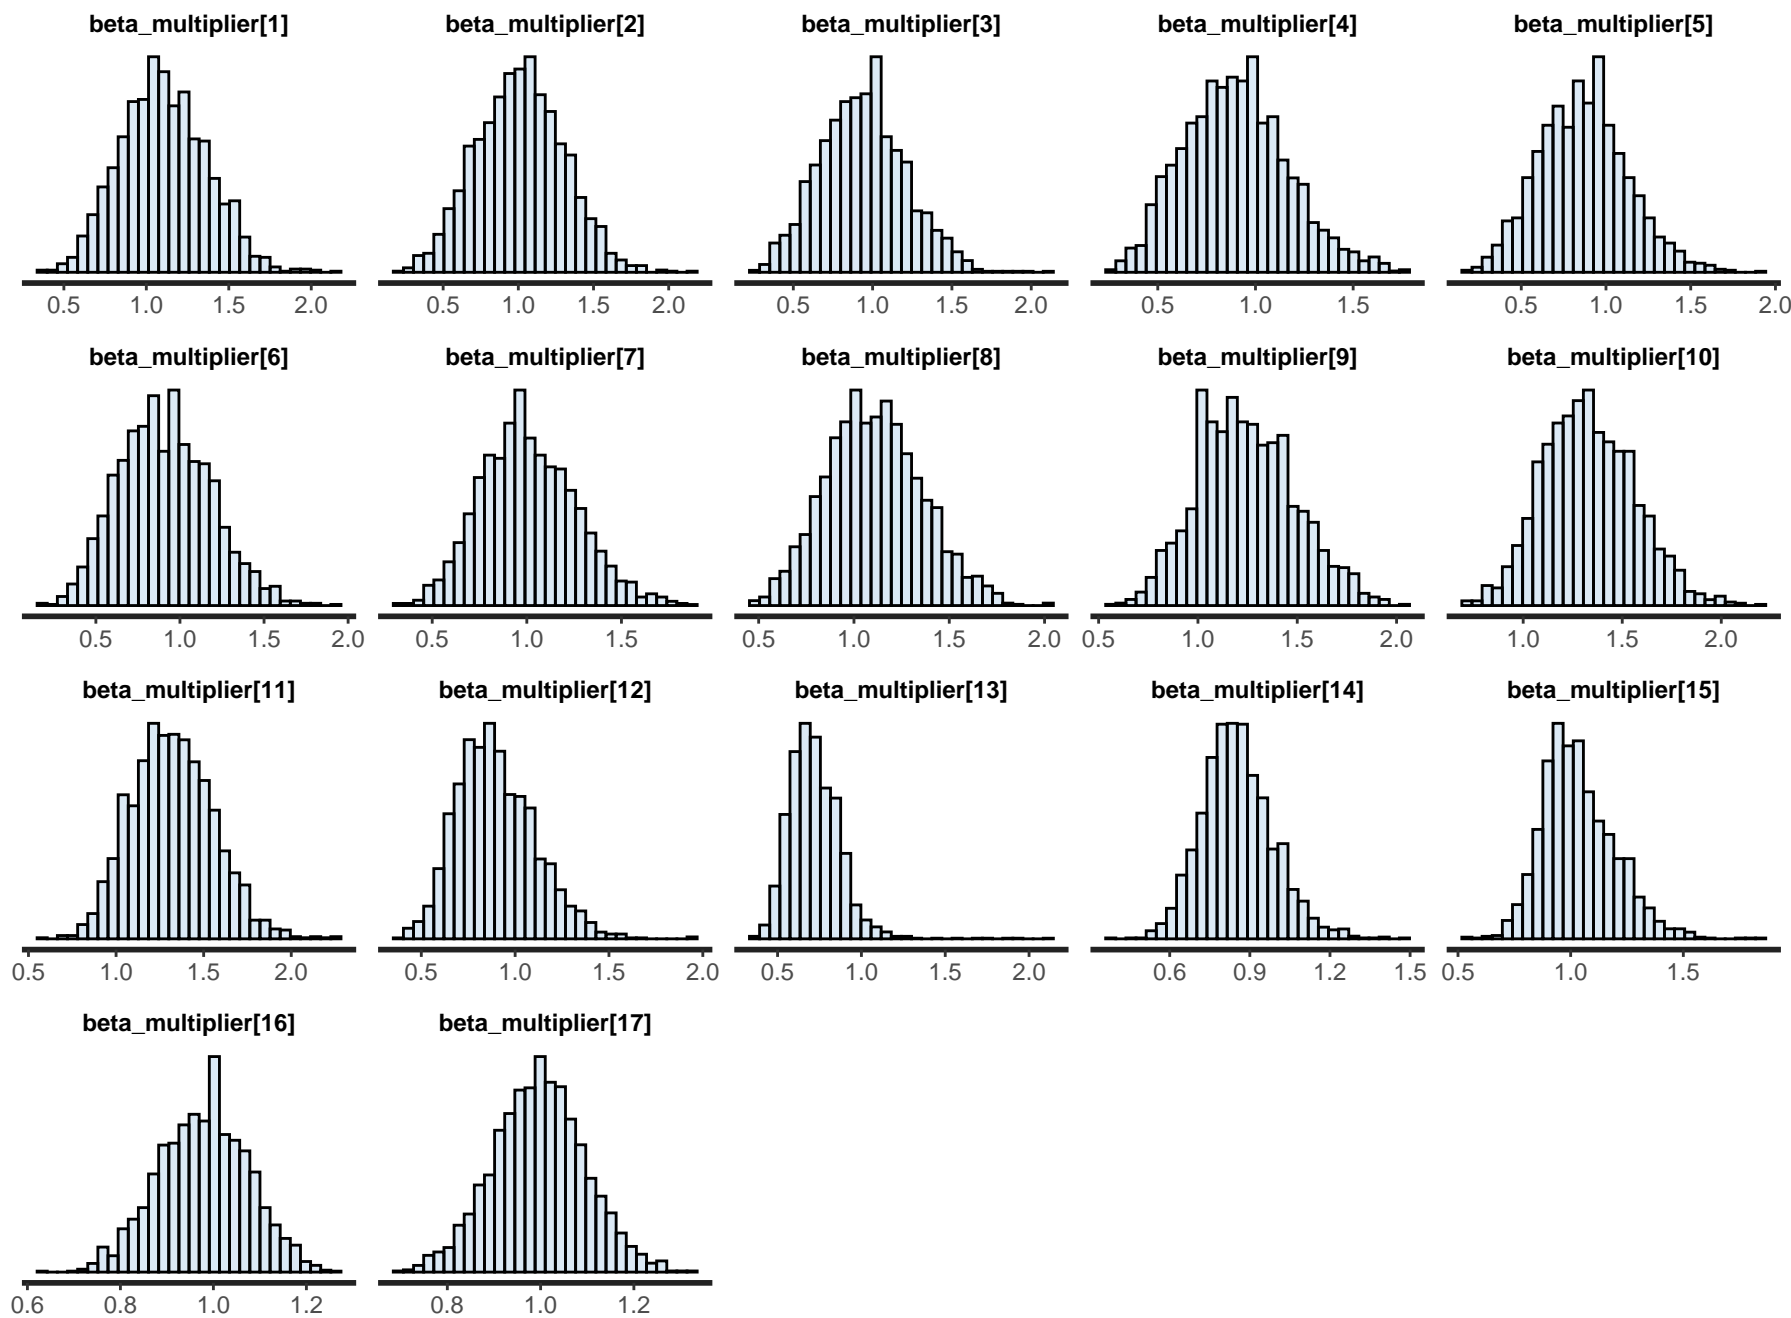 beta_multiplier[1] beta_multiplier[2] beta_multiplier[3] beta_multiplier[4] beta_multiplier[5]
0.5 1.0 1.5 2.0 0.5 1.0 1.5 2.0 0.5 1.0 1.5 2.0 0.5 1.0 1.5 0.5 1.0 1.5 2.0
beta_multiplier[6] beta_multiplier[7] beta_multiplier[8] beta_multiplier[9] beta_multiplier[10]
0.5 1.0 1.5 2.0 0.5 1.0 1.5 0.5 1.0 1.5 2.0 0.5 1.0 1.5 2.0 1.0 1.5 2.0
beta_multiplier[11] beta_multiplier[12] beta_multiplier[13] beta_multiplier[14] beta_multiplier[15]
0.5 1.0 1.5 2.0 0.5 1.0 1.5 2.0 0.5 1.0 1.5 2.0 0.6 0.9 1.2 1.5 0.5 1.0 1.5
beta_multiplier[16] beta_multiplier[17]
0.6 0.8 1.0 1.2 0.8 1.0 1.2